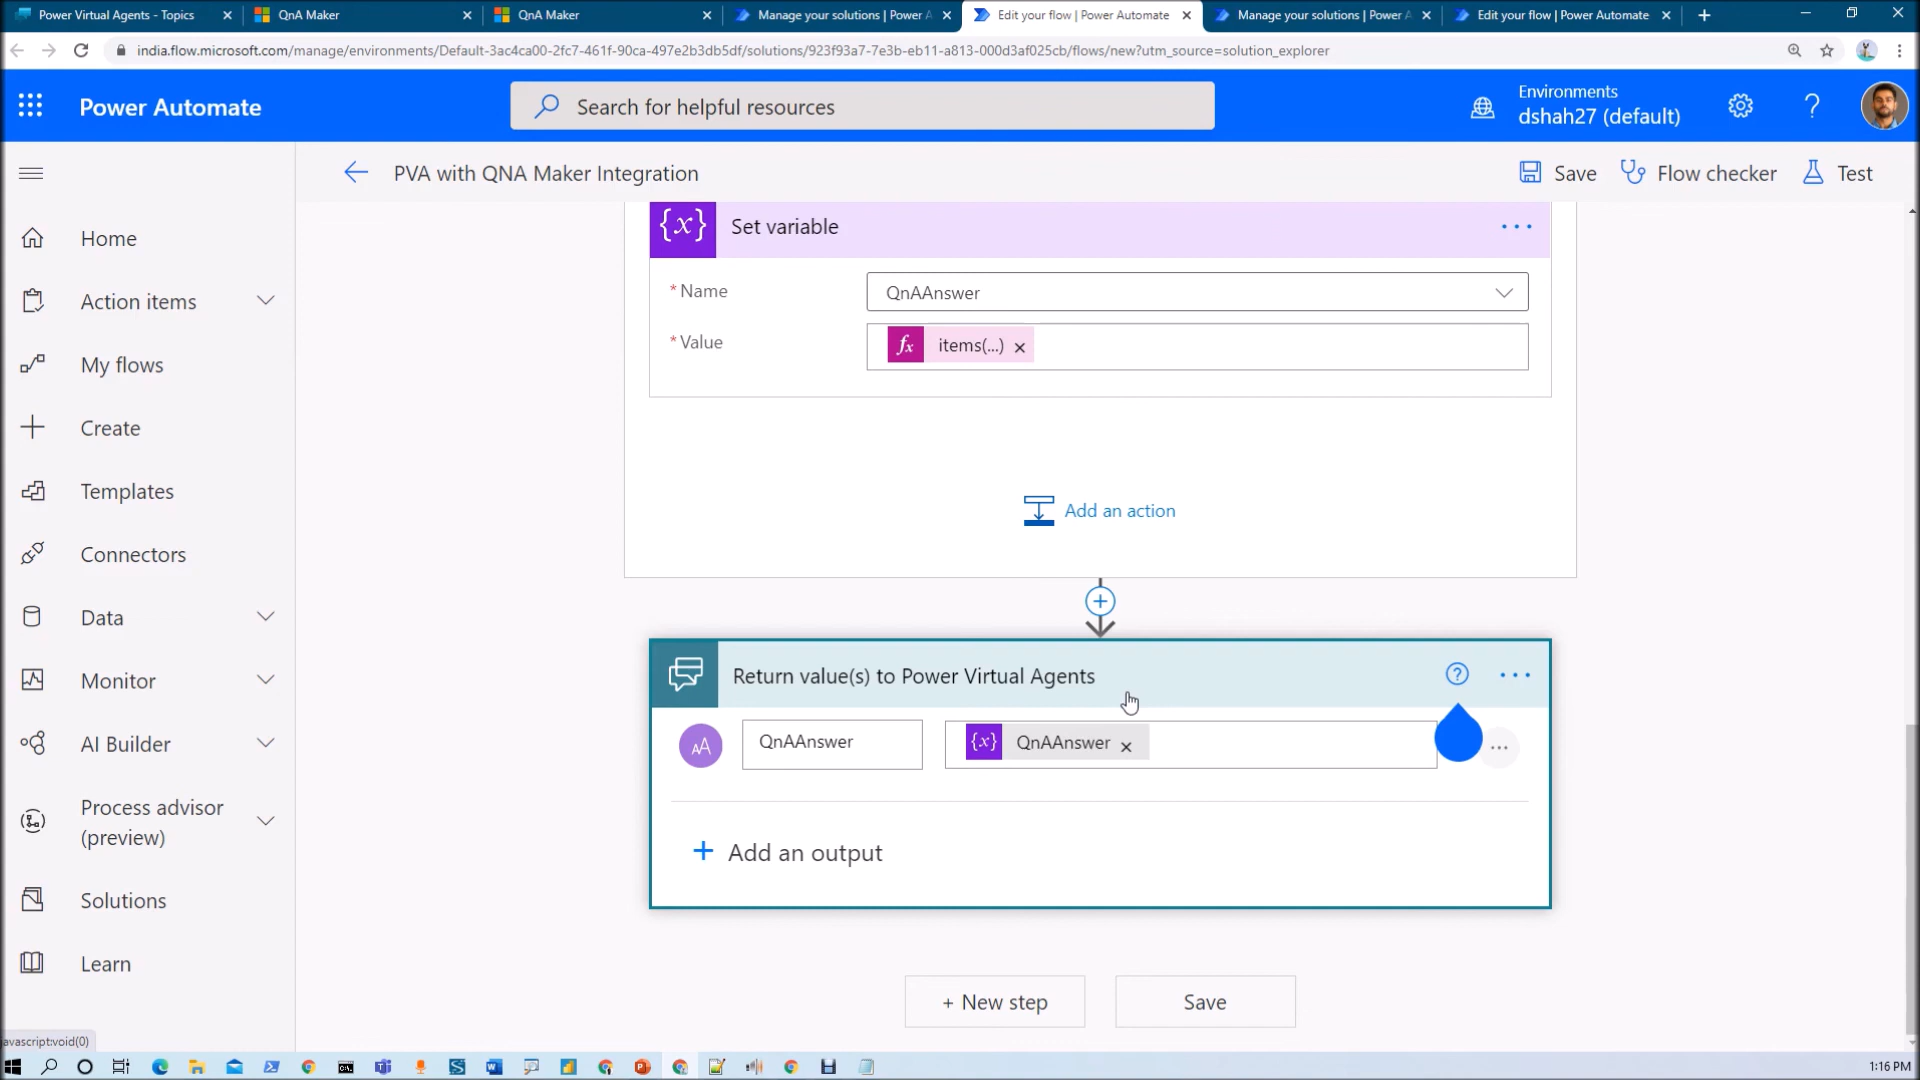 Power Virtual Agents - Topics
QnA Maker
QnA Maker
Manage your solutions | Power A
Edit your flow | Power Automate
Manage your solutions | Power A
Edit your flow | Power Automate
india.flow.microsoft.com/manage/environments/Default-3ac4ca00-2fc7-461f-90ca-497e2b3db5df/solutions/923f93a7-7e3b-eb11-a813-000d3af025cb/flows/new?utm_source=solution_explorer
Power Automate
Search for helpful resources
Environments
dshah27 (default)
?
PVA with QNA Maker Integration
Save
Flow checker
Test
Home
Action items
My flows
Create
Templates
Connectors
Data
Monitor
AI Builder
Process advisor
(preview)
Solutions
Learn
{x} Set variable
* Name
QnAAnswer
* Value
fx items(...) ×
Add an action
Return value(s) to Power Virtual Agents
?
AA QnAAnswer {x} QnAAnswer ×
+ Add an output
+ New step
Save
javascript:void(0)
1:16 PM